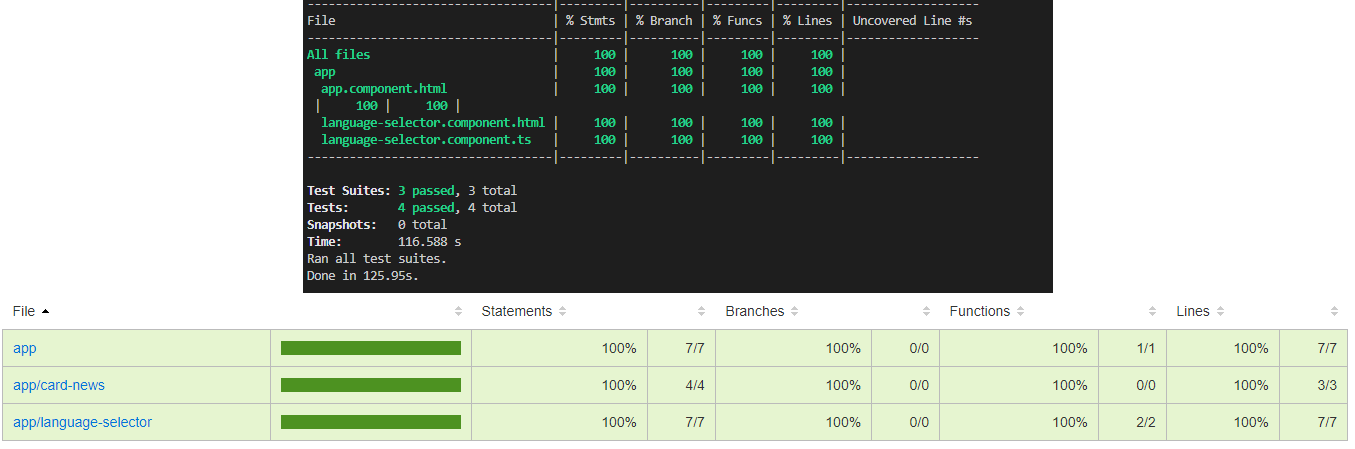 ---------------------------------|---------|----------|---------|---------|-------------------
File | % Stmts | % Branch | % Funcs | % Lines | Uncovered Line #s
---------------------------------|---------|----------|---------|---------|-------------------
All files | 100 | 100 | 100 | 100 |
app | 100 | 100 | 100 | 100 |
app.component.html | 100 | 100 | 100 | 100 |
| 100 | 100 |
language-selector.component.html | 100 | 100 | 100 | 100 |
language-selector.component.ts | 100 | 100 | 100 | 100 |
---------------------------------|---------|----------|---------|---------|-------------------
Test Suites: 3 passed, 3 total
Tests: 4 passed, 4 total
Snapshots: 0 total
Time: 116.588 s
Ran all test suites.
Done in 125.95s.
File Statements Branches Functions Lines
app 100% 7/7 100% 0/0 100% 1/1 100% 7/7
app/card-news 100% 4/4 100% 0/0 100% 0/0 100% 3/3
app/language-selector 100% 7/7 100% 0/0 100% 2/2 100% 7/7